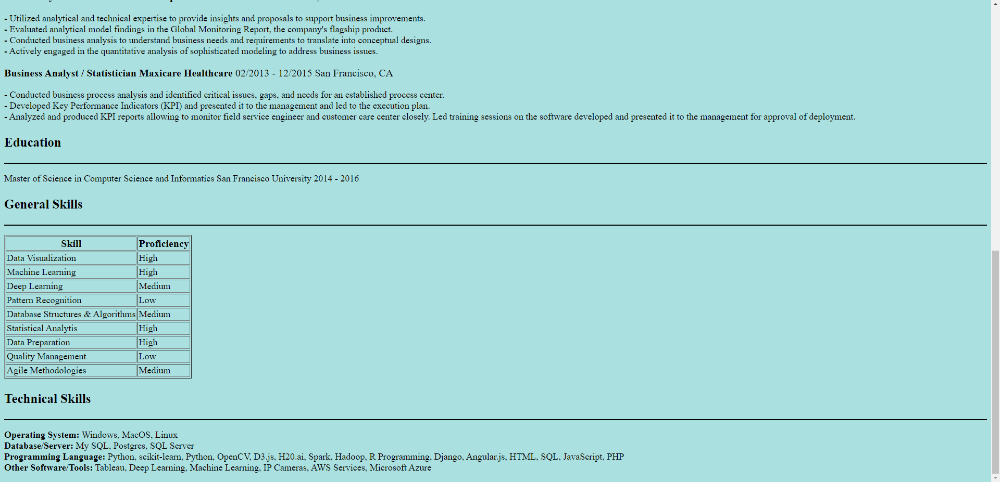 - Utilized analytical and technical expertise to provide insights and proposals to support business improvements.
- Evaluated analytical model findings in the Global Monitoring Report, the company's flagship product.
- Conducted business analysis to understand business needs and requirements to translate into conceptual designs.
- Actively engaged in the quantitative analysis of sophisticated modeling to address business issues.
Business Analyst / Statistician Maxicare Healthcare 02/2013 - 12/2015 San Francisco, CA
- Conducted business process analysis and identified critical issues, gaps, and needs for an established process center.
- Developed Key Performance Indicators (KPI) and presented it to the management and led to the execution plan.
- Analyzed and produced KPI reports allowing to monitor field service engineer and customer care center closely. Led training sessions on the software developed and presented it to the management for approval of deployment.
Education
Master of Science in Computer Science and Informatics San Francisco University 2014 - 2016
General Skills
Skill Proficiency
Data Visualization High
Machine Learning High
Deep Learning Medium
Pattern Recognition Low
Database Structures & Algorithms Medium
Statistical Analytis High
Data Preparation High
Quality Management Low
Agile Methodologies Medium
Technical Skills
Operating System: Windows, MacOS, Linux
Database/Server: My SQL, Postgres, SQL Server
Programming Language: Python, scikit-learn, Python, OpenCV, D3.js, H20.ai, Spark, Hadoop, R Programming, Django, Angular.js, HTML, SQL, JavaScript, PHP
Other Software/Tools: Tableau, Deep Learning, Machine Learning, IP Cameras, AWS Services, Microsoft Azure